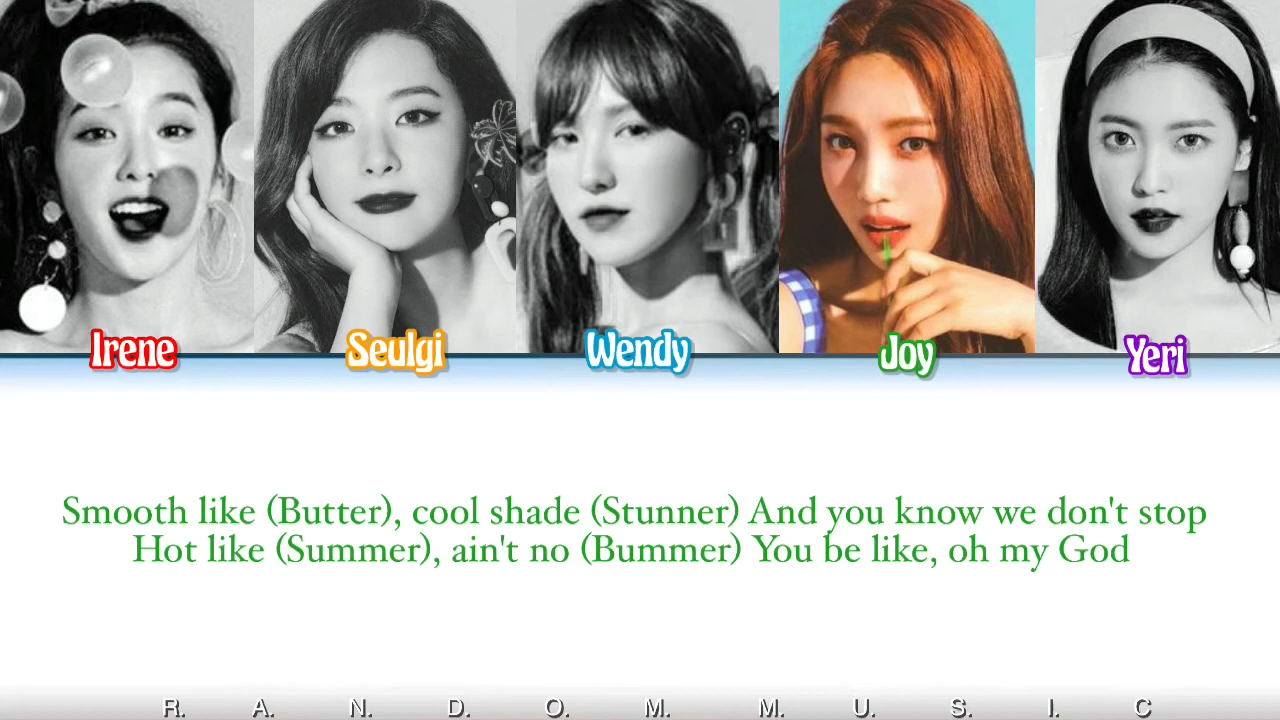 Irene Seulgi Wendy Joy Yeri
Smooth like (Butter), cool shade (Stunner) And you know we don't stop
Hot like (Summer), ain't no (Bummer) You be like, oh my God
R. A. N. D. O. M. M. U. S. I. C